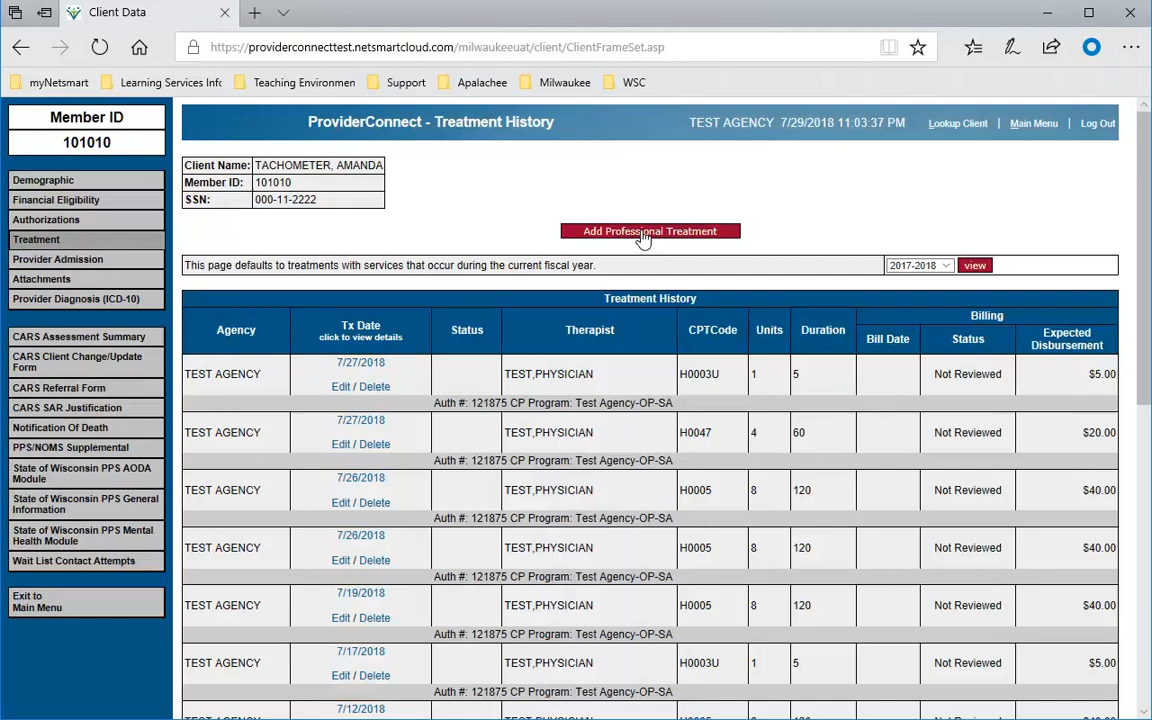 Client Data
https://providerconnecttest.netsmartcloud.com/milwaukeeuat/client/ClientFrameSet.asp
myNetsmart Learning Services Info Teaching Environmen Support Apalachee Milwaukee WSC
Member ID
101010
Demographic
Financial Eligibility
Authorizations
Treatment
Provider Admission
Attachments
Provider Diagnosis (ICD-10)
CARS Assessment Summary
CARS Client Change/Update
Form
CARS Referral Form
CARS SAR Justification
Notification Of Death
PPS/NOMS Supplemental
State of Wisconsin PPS AODA
Module
State of Wisconsin PPS General
Information
State of Wisconsin PPS Mental
Health Module
Wait List Contact Attempts
Exit to
Main Menu
ProviderConnect - Treatment History TEST AGENCY 7/29/2018 11:03:37 PM Lookup Client | Main Menu | Log Out
Client Name: TACHOMETER, AMANDA
Member ID: 101010
SSN: 000-11-2222
Add Professional Treatment
This page defaults to treatments with services that occur during the current fiscal year. 2017-2018 view
Treatment History
Agency Tx Date click to view details Status Therapist CPTCode Units Duration Billing
Bill Date Status Expected Disbursement
TEST AGENCY 7/27/2018 TEST,PHYSICIAN H0003U 1 5 Not Reviewed $5.00
Edit / Delete
Auth #: 121875 CP Program: Test Agency-OP-SA
TEST AGENCY 7/27/2018 TEST,PHYSICIAN H0047 4 60 Not Reviewed $20.00
Edit / Delete
Auth #: 121875 CP Program: Test Agency-OP-SA
TEST AGENCY 7/26/2018 TEST,PHYSICIAN H0005 8 120 Not Reviewed $40.00
Edit / Delete
Auth #: 121875 CP Program: Test Agency-OP-SA
TEST AGENCY 7/26/2018 TEST,PHYSICIAN H0005 8 120 Not Reviewed $40.00
Edit / Delete
Auth #: 121875 CP Program: Test Agency-OP-SA
TEST AGENCY 7/19/2018 TEST,PHYSICIAN H0005 8 120 Not Reviewed $40.00
Edit / Delete
Auth #: 121875 CP Program: Test Agency-OP-SA
TEST AGENCY 7/17/2018 TEST,PHYSICIAN H0003U 1 5 Not Reviewed $5.00
Edit / Delete
Auth #: 121875 CP Program: Test Agency-OP-SA
7/12/2018